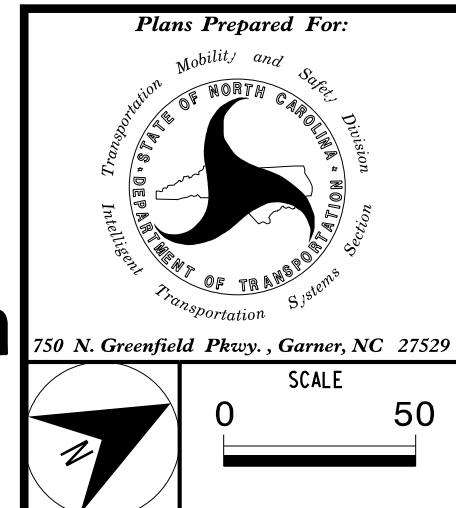 Plans Prepared For:
Transportation Mobility and Safety Division
STATE OF NORTH CAROLINA
DEPARTMENT OF TRANSPORTATION
Intelligent Transportation Systems Section
750 N. Greenfield Pkwy. , Garner, NC 27529
SCALE
0 50
N